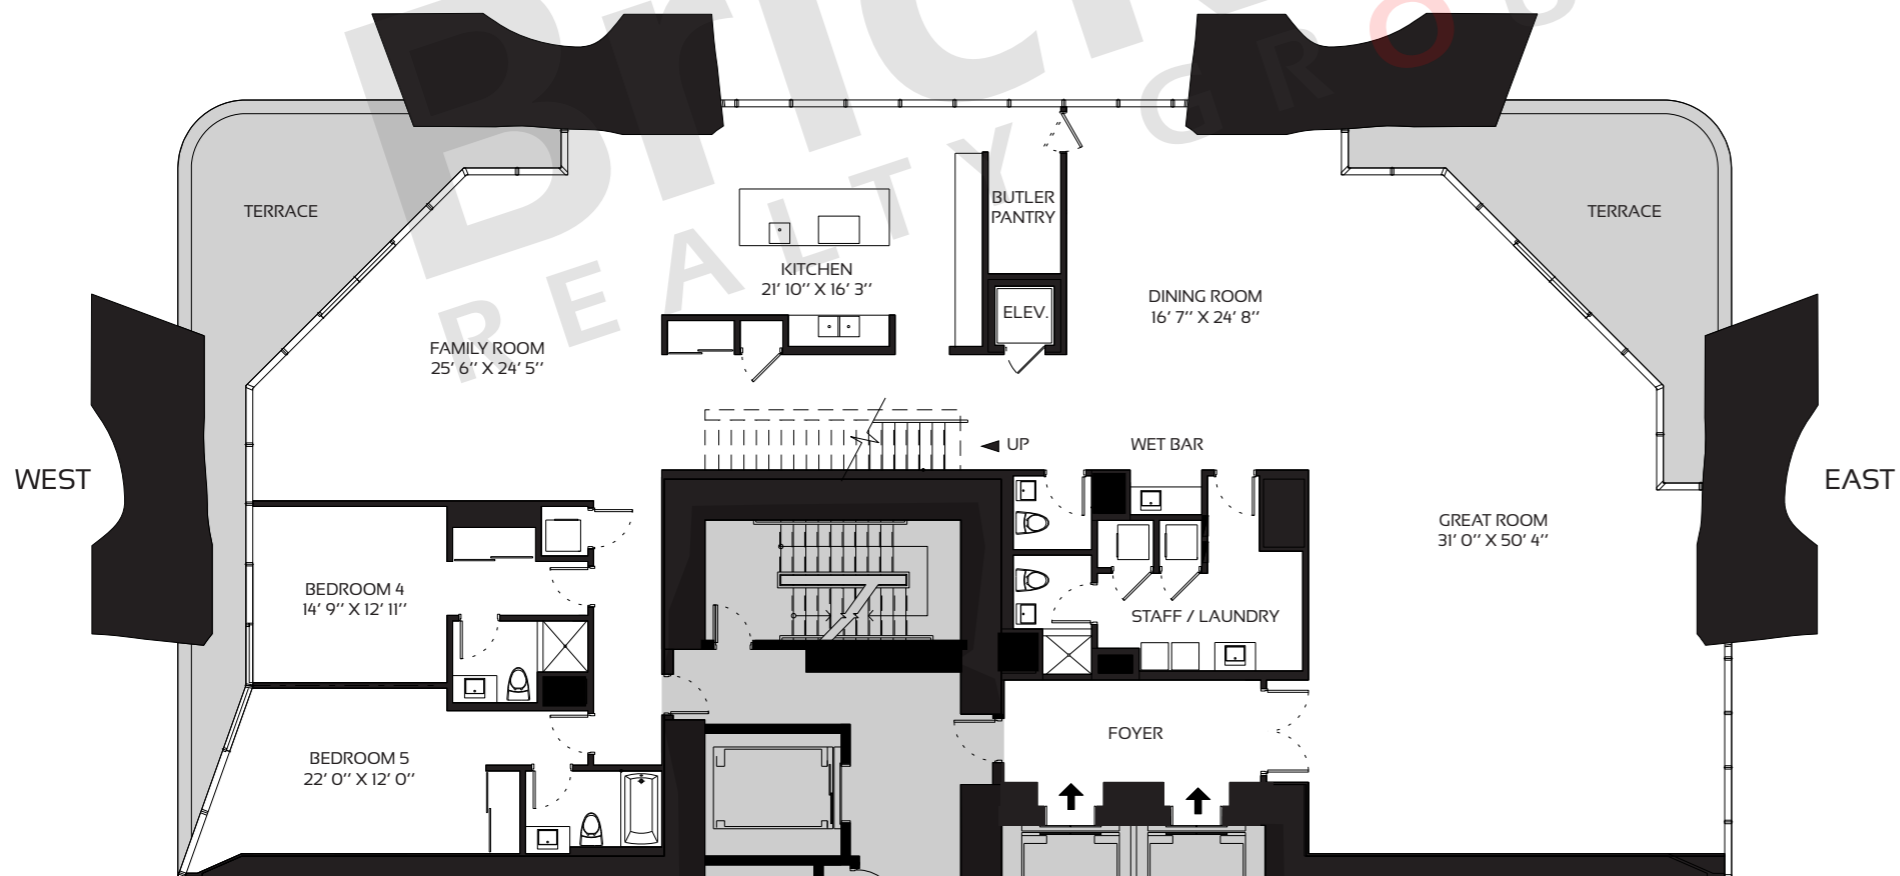 Brick
REALTY GROU
TERRACE
TERRACE
BUTLER
PANTRY
KITCHEN
21' 10'' X 16' 3''
ELEV.
DINING ROOM
16' 7'' X 24' 8''
FAMILY ROOM
25' 6'' X 24' 5''
UP
WET BAR
WEST
EAST
GREAT ROOM
31' 0'' X 50' 4''
BEDROOM 4
14' 9'' X 12' 11''
STAFF / LAUNDRY
FOYER
BEDROOM 5
22' 0'' X 12' 0''